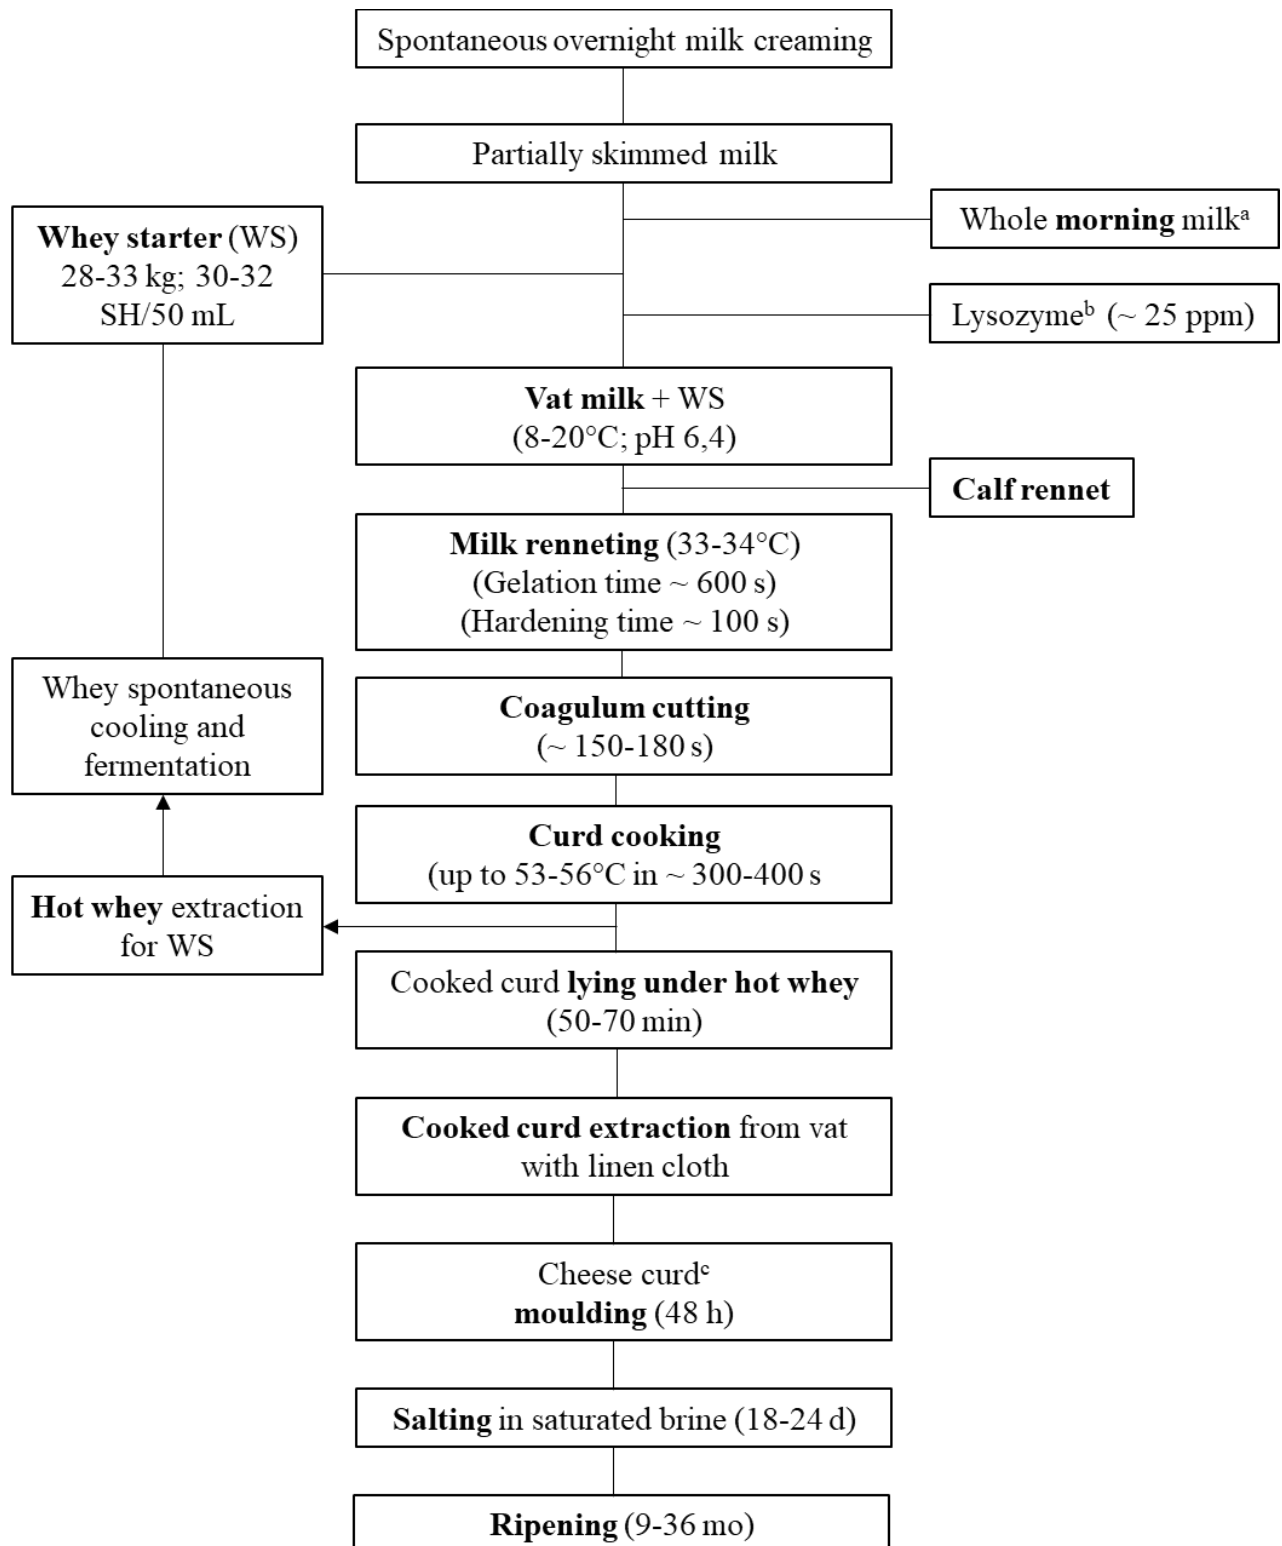 Spontaneous overnight milk creaming
Partially skimmed milk
Whole morning milkᵃ
Whey starter (WS)
28-33 kg; 30-32
SH/50 mL
Lysozymeᵇ (~ 25 ppm)
Vat milk + WS
(8-20°C; pH 6,4)
Calf rennet
Milk renneting (33-34°C)
(Gelation time ~ 600 s)
(Hardening time ~ 100 s)
Whey spontaneous
cooling and
fermentation
Coagulum cutting
(~ 150-180 s)
Curd cooking
(up to 53-56°C in ~ 300-400 s
Hot whey extraction
for WS
Cooked curd lying under hot whey
(50-70 min)
Cooked curd extraction from vat
with linen cloth
Cheese curdᶜ
moulding (48 h)
Salting in saturated brine (18-24 d)
Ripening (9-36 mo)